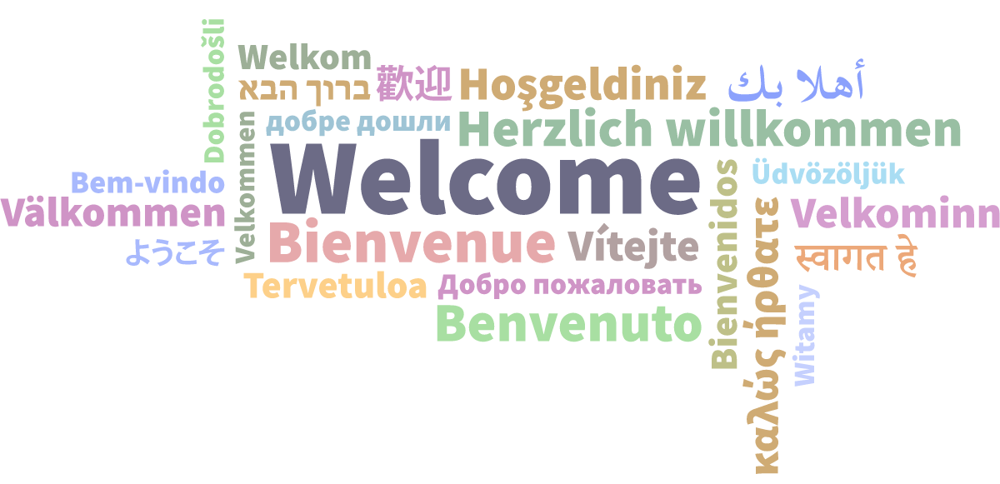 Dobrodošli
Welkom
ברוך הבא
歡迎
Hoşgeldiniz
أهلا بك
добре дошли
Herzlich willkommen
Velkommen
Welcome
Bem-vindo
Välkommen
ようこそ
Bienvenue
Vítejte
Bienvenidos
Üdvözöljük
καλώς ήρθατε
Velkominn
स्वागत हे
Tervetuloa
Добро пожаловать
Benvenuto
Witamy